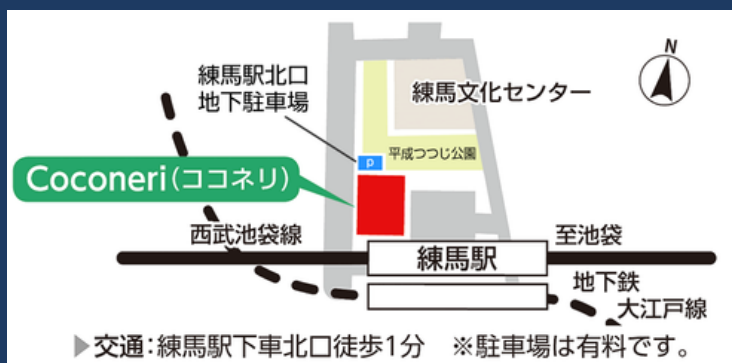 N
練馬駅北口
地下駐車場
練馬文化センター
平成つつじ公園
P
Coconeri(ココネリ)
西武池袋線
至池袋
練馬駅
地下鉄
大江戸線
▶交通:練馬駅下車北口徒歩1分 ※駐車場は有料です。